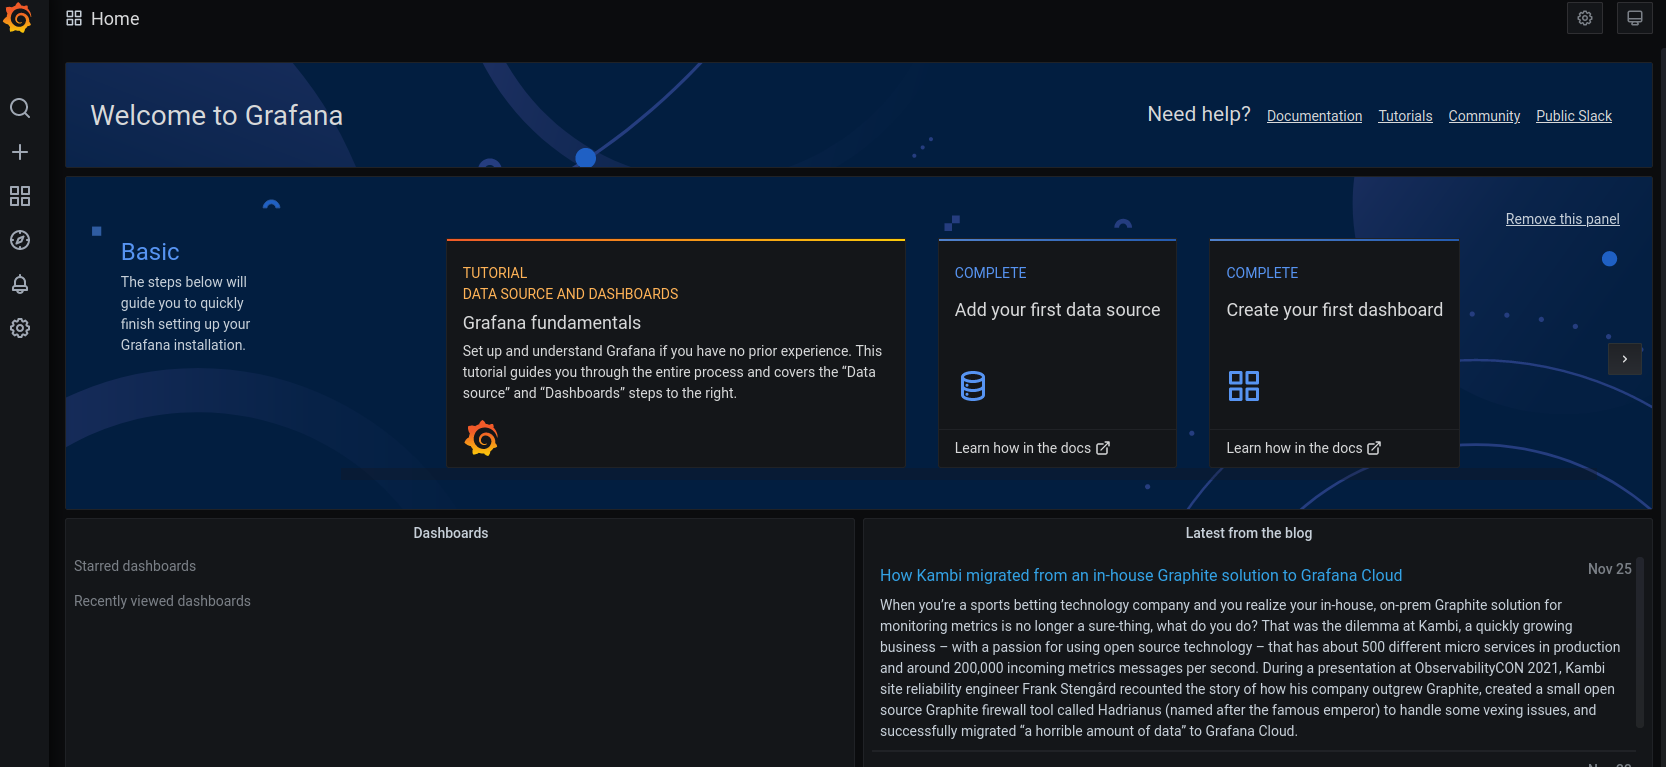 Home
Welcome to Grafana
Need help? Documentation Tutorials Community Public Slack
Remove this panel
Basic
The steps below will
guide you to quickly
finish setting up your
Grafana installation.
TUTORIAL
DATA SOURCE AND DASHBOARDS
Grafana fundamentals
Set up and understand Grafana if you have no prior experience. This
tutorial guides you through the entire process and covers the “Data
source” and “Dashboards” steps to the right.
COMPLETE
Add your first data source
Learn how in the docs
COMPLETE
Create your first dashboard
Learn how in the docs
Dashboards
Starred dashboards
Recently viewed dashboards
Latest from the blog
How Kambi migrated from an in-house Graphite solution to Grafana Cloud
Nov 25
When you’re a sports betting technology company and you realize your in-house, on-prem Graphite solution for
monitoring metrics is no longer a sure-thing, what do you do? That was the dilemma at Kambi, a quickly growing
business – with a passion for using open source technology – that has about 500 different micro services in production
and around 200,000 incoming metrics messages per second. During a presentation at ObservabilityCON 2021, Kambi
site reliability engineer Frank Stengård recounted the story of how his company outgrew Graphite, created a small open
source Graphite firewall tool called Hadrianus (named after the famous emperor) to handle some vexing issues, and
successfully migrated “a horrible amount of data” to Grafana Cloud.